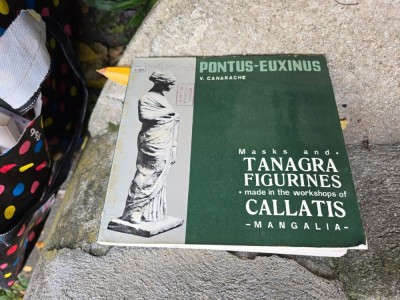 PONTUS-EUXINUS
V. CANARACHE
Masks and •
TANAGRA
FIGURINES
• made in the workshops of
CALLATIS
-MANGALIA-